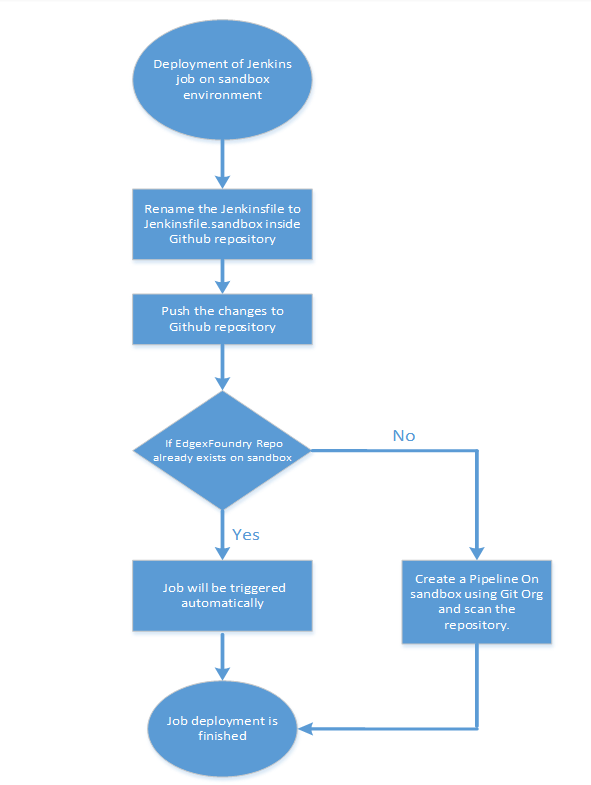 Deployment of Jenkins
job on sandbox
environment
Rename the Jenkinsfile to
Jenkinsfile.sandbox inside
Github repository
Push the changes to
Github repository
If EdgexFoundry Repo
already exists on sandbox
No
Yes
Job will be triggered
automatically
Create a Pipeline On
sandbox using Git Org
and scan the
repository.
Job deployment is
finished